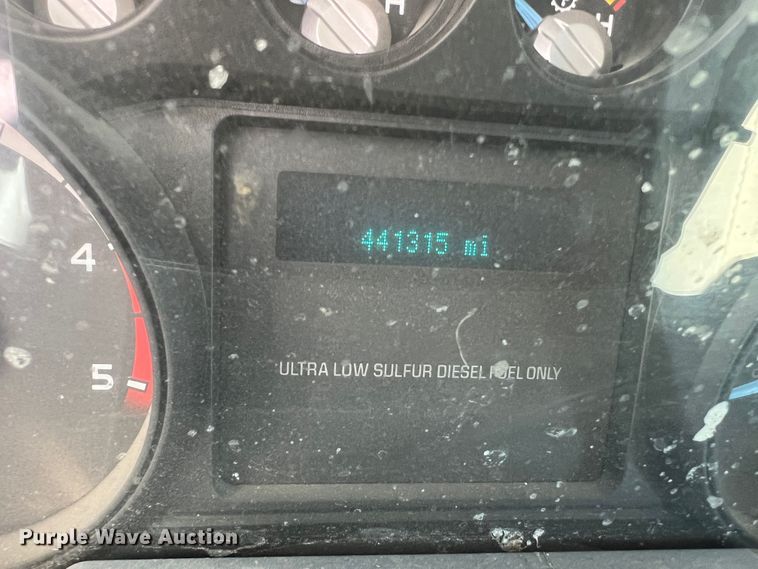 H
H
441315 mi
4
ULTRA LOW SULFUR DIESEL FUEL ONLY
5
Purple Wave Auction